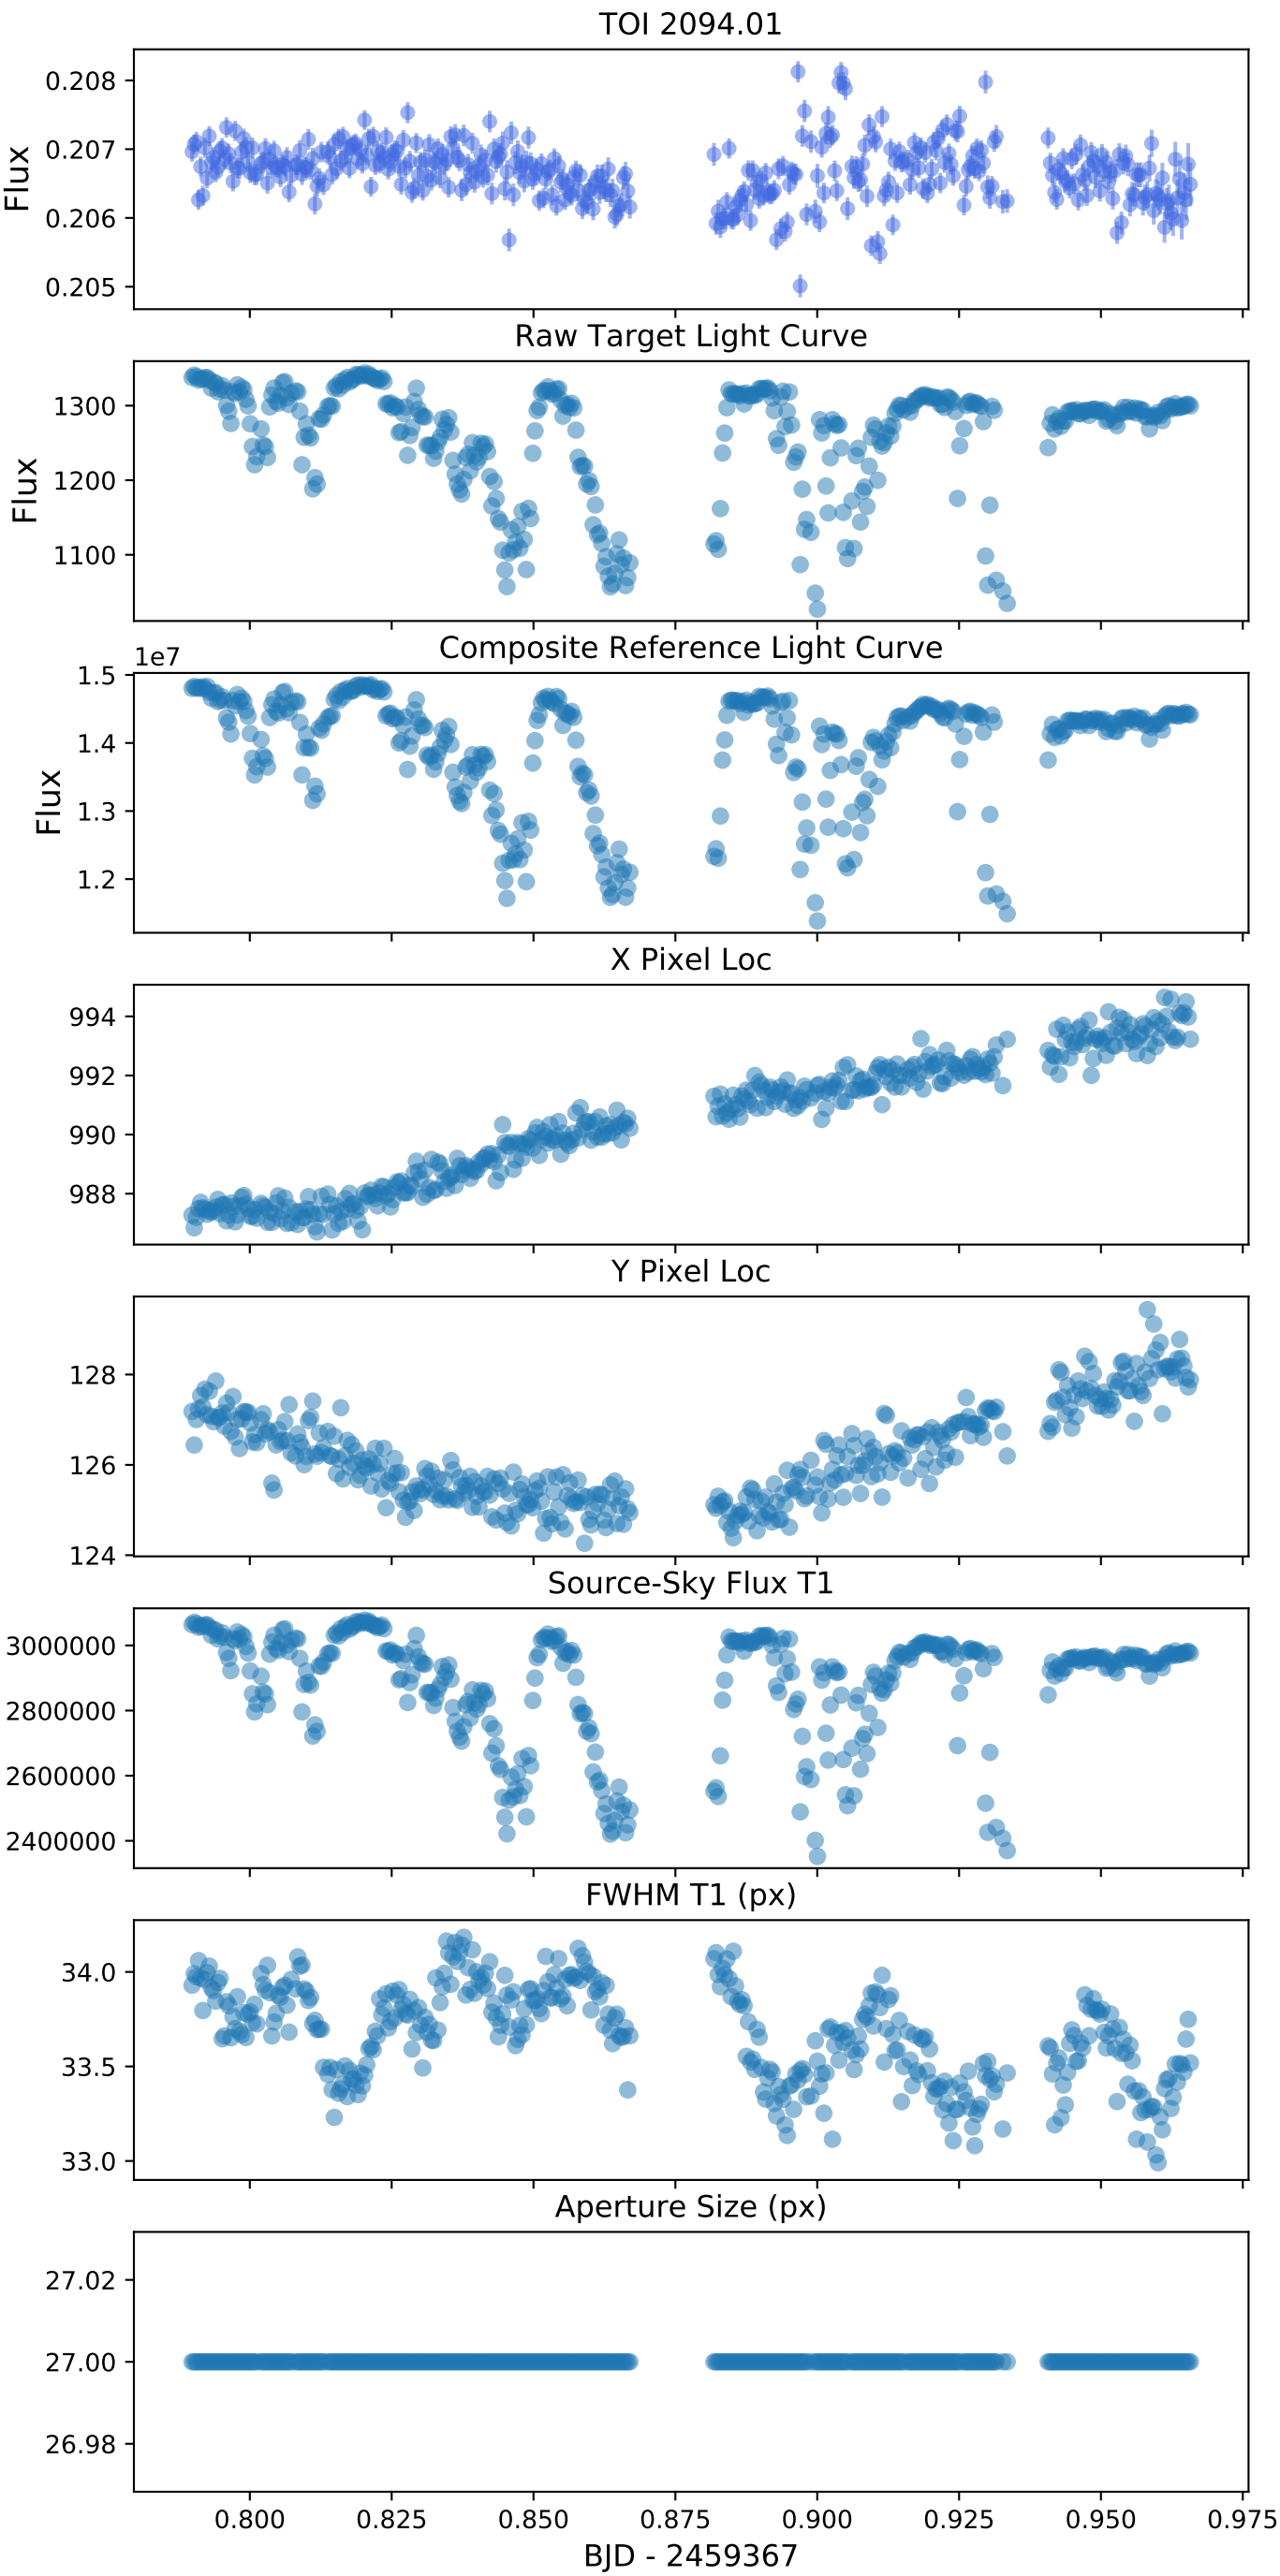 TOI 2094.01
0.208
0.207
0.206
0.205
Flux
Raw Target Light Curve
1300
1200
1100
Flux
1e7
Composite Reference Light Curve
1.5
1.4
1.3
1.2
Flux
X Pixel Loc
994
992
990
988
Y Pixel Loc
128
126
124
Source-Sky Flux T1
3000000
2800000
2600000
2400000
FWHM T1 (px)
34.0
33.5
33.0
Aperture Size (px)
27.02
27.00
26.98
0.800 0.825 0.850 0.875 0.900 0.925 0.950 0.975
BJD - 2459367